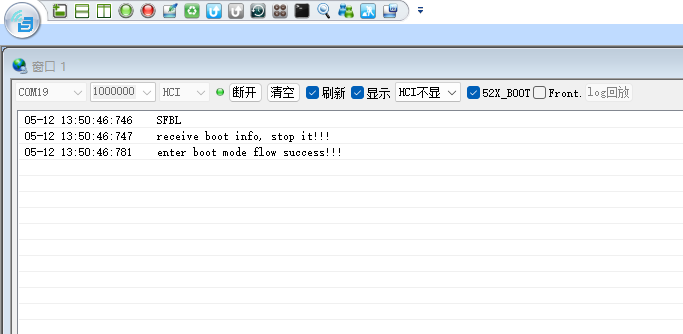 窗口 1
COM19 1000000 HCI 断开 清空 刷新 显示 HCI不显 52X_BOOT Front. log回放
05-12 13:50:46:746 SFBL
05-12 13:50:46:747 receive boot info, stop it!!!
05-12 13:50:46:781 enter boot mode flow success!!!